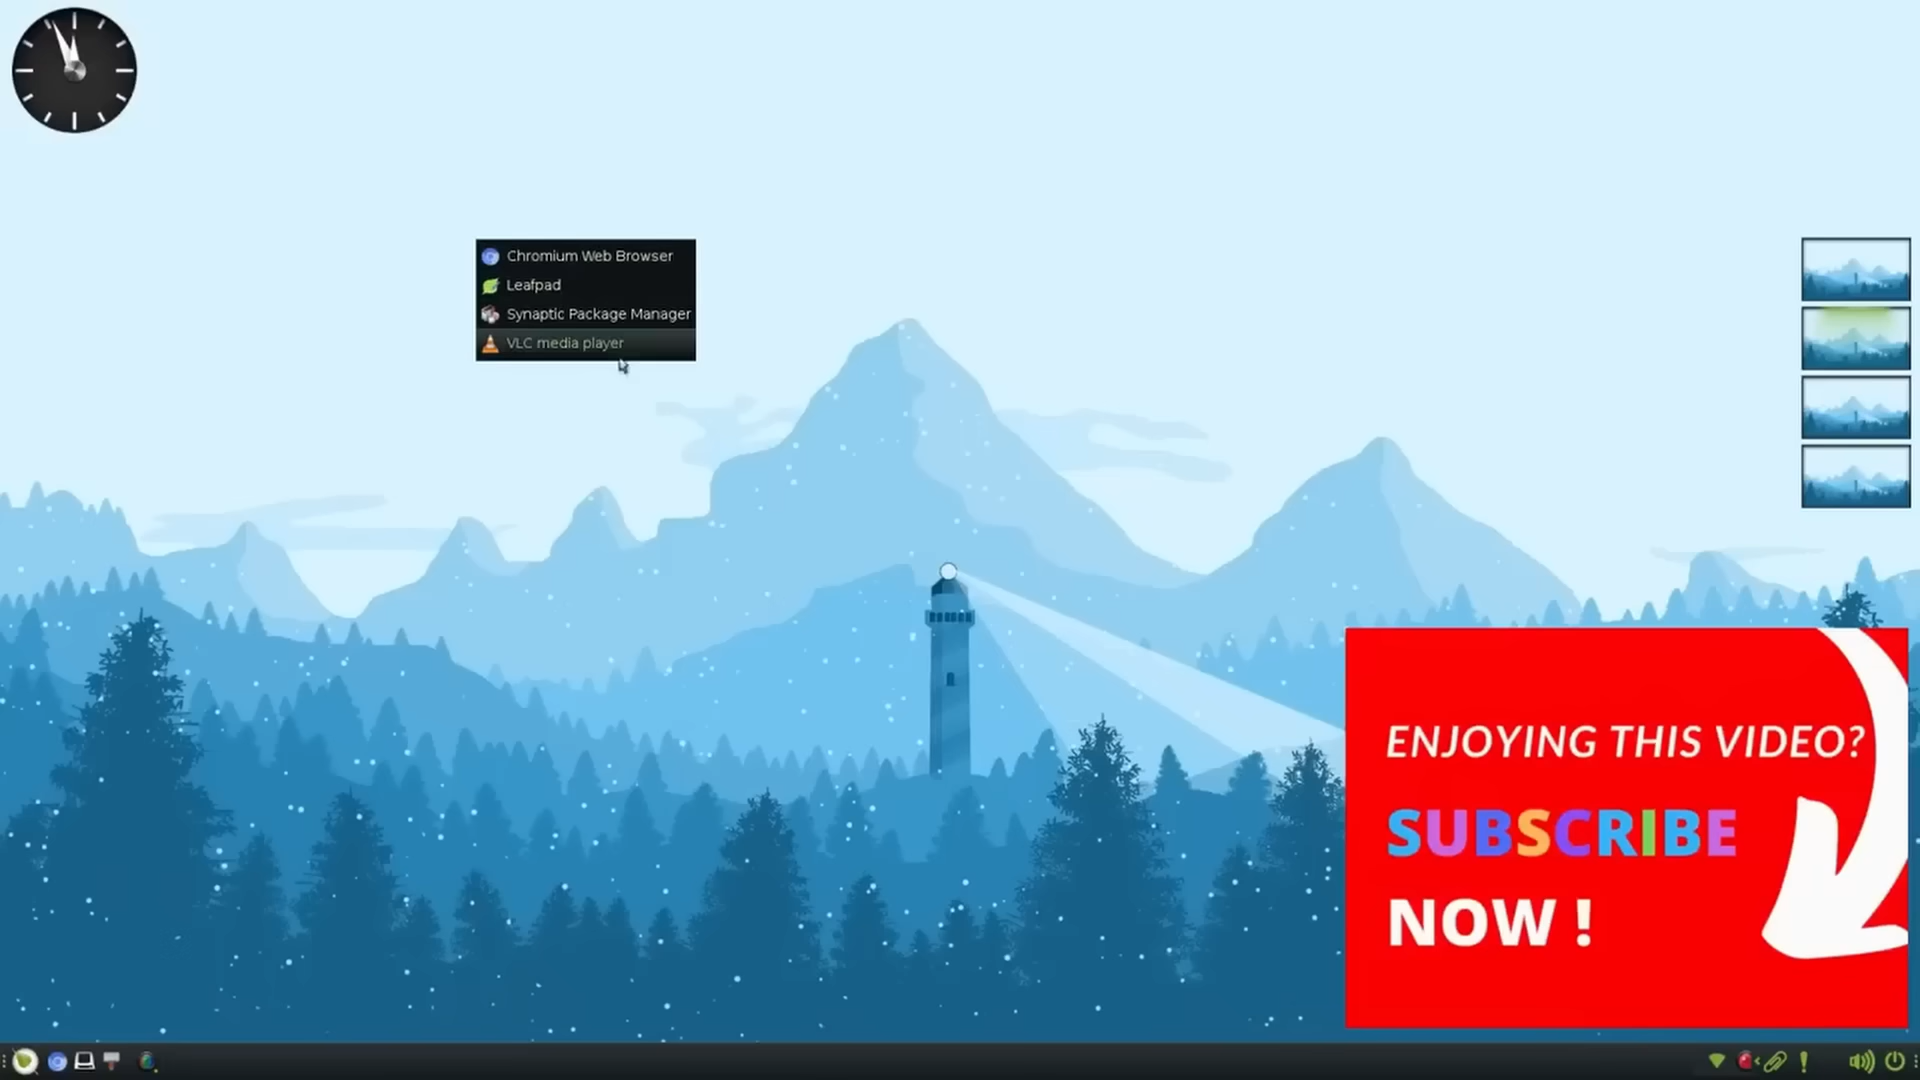 Chromium Web Browser
Leafpad
Synaptic Package Manager
VLC media player
ENJOYING THIS VIDEO?
SUBSCRIBE
NOW !